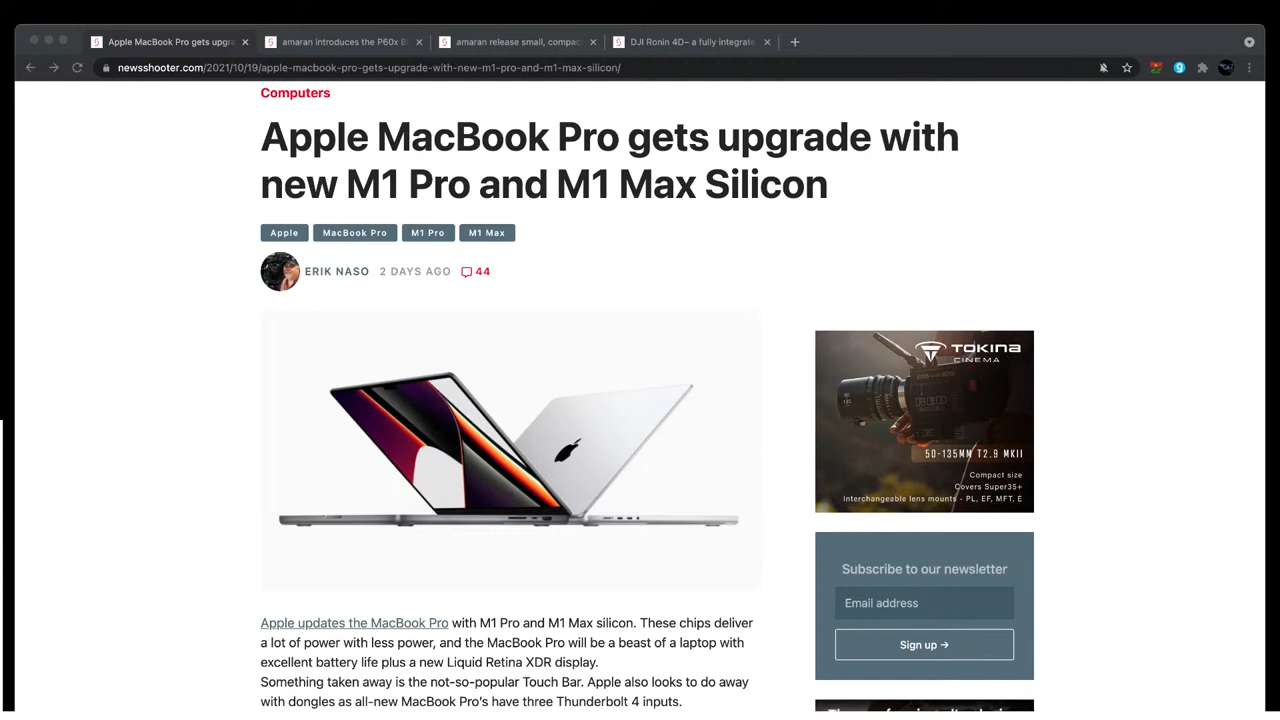 Apple MacBook Pro gets upgr
amaran introduces the P60x B
amaran release small, compac
DJI Ronin 4D– a fully integrate
newsshooter.com/2021/10/19/apple-macbook-pro-gets-upgrade-with-new-m1-pro-and-m1-max-silicon/
Computers
Apple MacBook Pro gets upgrade with
new M1 Pro and M1 Max Silicon
Apple
MacBook Pro
M1 Pro
M1 Max
ERIK NASO 2 DAYS AGO 44
TOKINA
CINEMA
50-135MM T2.9 MKII
Compact size
Covers Super35+
Interchangeable lens mounts - PL, EF, MFT, E
Subscribe to our newsletter
Email address
Sign up →
Apple updates the MacBook Pro with M1 Pro and M1 Max silicon. These chips deliver
a lot of power with less power, and the MacBook Pro will be a beast of a laptop with
excellent battery life plus a new Liquid Retina XDR display.
Something taken away is the not-so-popular Touch Bar. Apple also looks to do away
with dongles as all-new MacBook Pro's have three Thunderbolt 4 inputs.